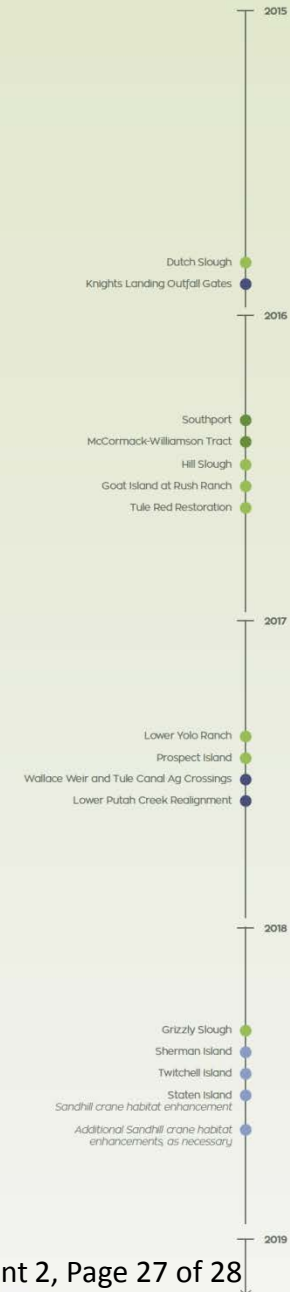 2015
Dutch Slough
Knights Landing Outfall Gates
2016
Southport
McCormack-Williamson Tract
Hill Slough
Goat Island at Rush Ranch
Tule Red Restoration
2017
Lower Yolo Ranch
Prospect Island
Wallace Weir and Tule Canal Ag Crossings
Lower Putah Creek Realignment
2018
Grizzly Slough
Sherman Island
Twitchell Island
Staten Island
Sandhill crane habitat enhancement
Additional Sandhill crane habitat
enhancements, as necessary
2019
nt 2, Page 27 of 28